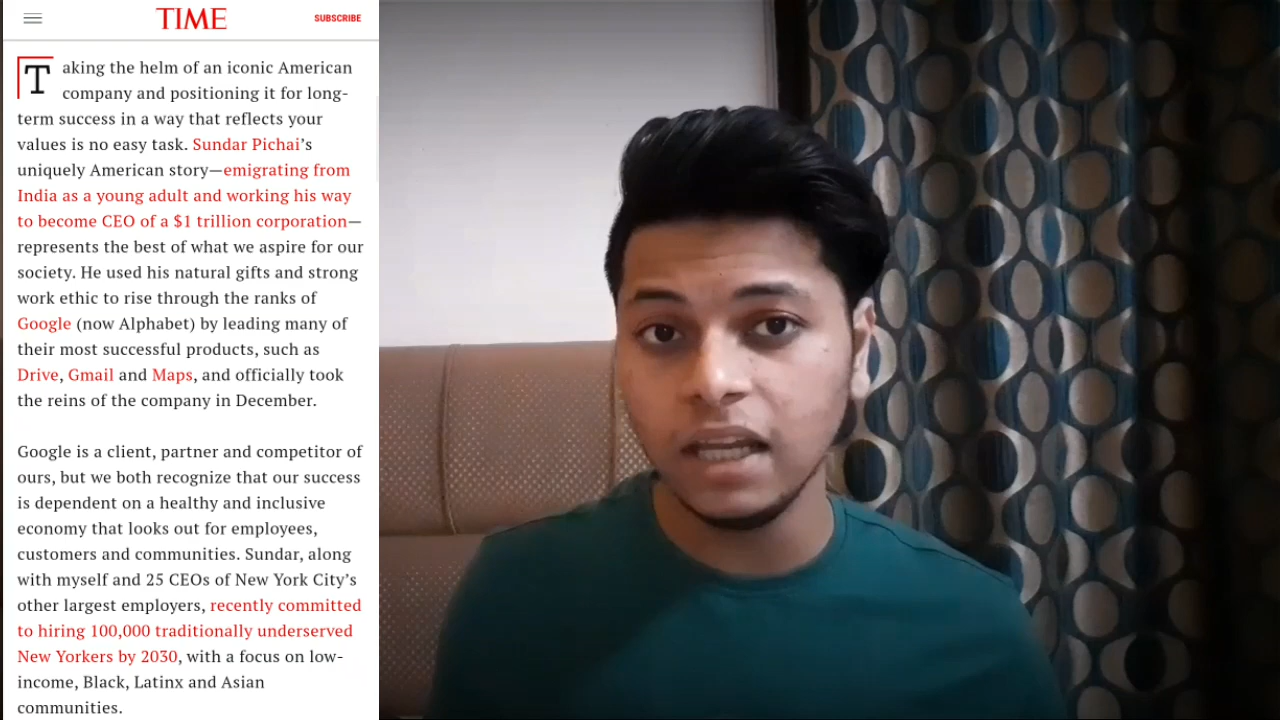 TIME
SUBSCRIBE
Taking the helm of an iconic American
company and positioning it for long-
term success in a way that reflects your
values is no easy task. Sundar Pichai’s
uniquely American story—emigrating from
India as a young adult and working his way
to become CEO of a $1 trillion corporation—
represents the best of what we aspire for our
society. He used his natural gifts and strong
work ethic to rise through the ranks of
Google (now Alphabet) by leading many of
their most successful products, such as
Drive, Gmail and Maps, and officially took
the reins of the company in December.
Google is a client, partner and competitor of
ours, but we both recognize that our success
is dependent on a healthy and inclusive
economy that looks out for employees,
customers and communities. Sundar, along
with myself and 25 CEOs of New York City’s
other largest employers, recently committed
to hiring 100,000 traditionally underserved
New Yorkers by 2030, with a focus on low-
income, Black, Latinx and Asian
communities.